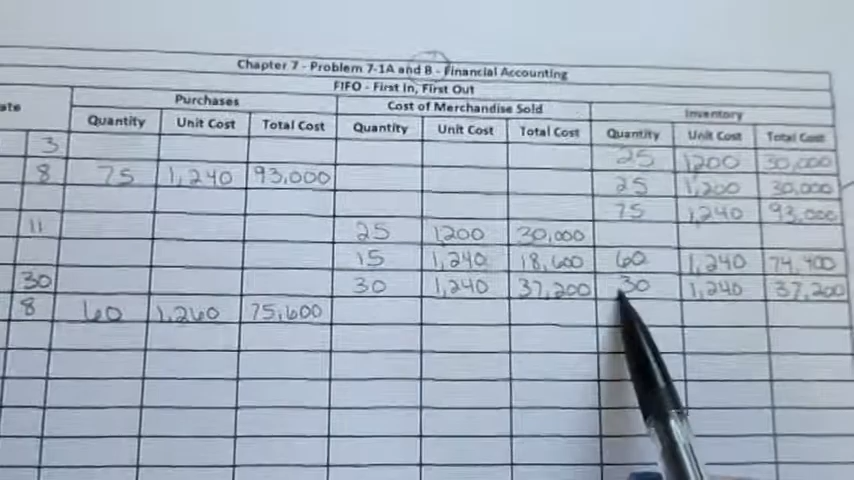 Chapter 7 - Problem 7-1A and B - Financial Accounting
FIFO - First In, First Out
ate Purchases Cost of Merchandise Sold Inventory
Quantity Unit Cost Total Cost Quantity Unit Cost Total Cost Quantity Unit Cost Total Cost
3 25 1200 30,000
8 75 1,240 93,000 25 1,200 30,000
75 1,240 93,000
11 25 1200 30,000
15 1,240 18,600 60 1,240 74,400
30 30 1,240 37,200 30 1,240 37,200
8 60 1,260 75,600